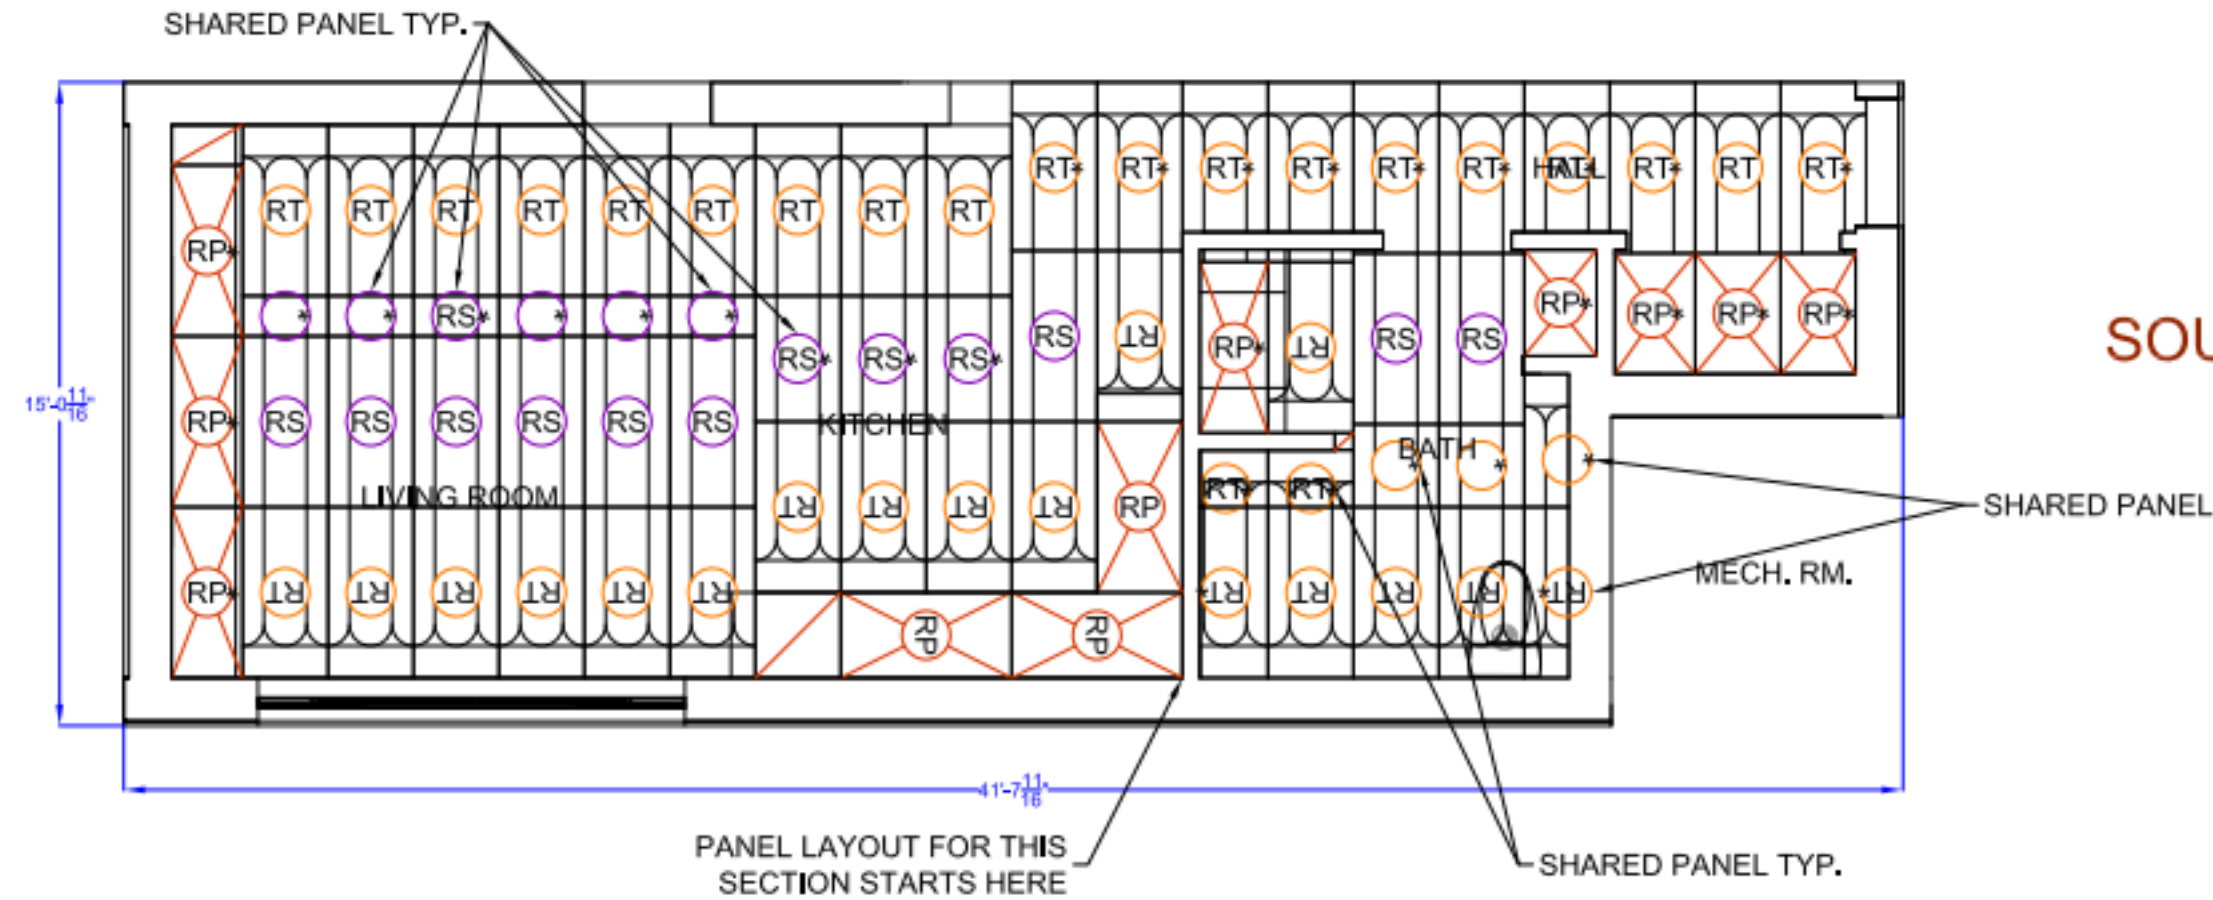 SHARED PANEL TYP.
RT* RT* RT* RT* RT* RT* RT* RT* RT RT*
HALL
RT RT RT RT RT RT RT RT RT
RP*
* * RS* * * *
RS* RS* RS* RS RT
RP* RT RS RS
RP* RP* RP* RP*
SOU
15'-0 11/16"
RP* RS RS RS RS RS RS
KITCHEN
BATH
* * *
LIVING ROOM
RT RT RT RT RP
RT* RT*
SHARED PANEL
MECH. RM.
RP* RT RT RT RT RT RT
RP RP
*RT RT RT RT *RT
41'-7 11/16"
PANEL LAYOUT FOR THIS
SECTION STARTS HERE
SHARED PANEL TYP.